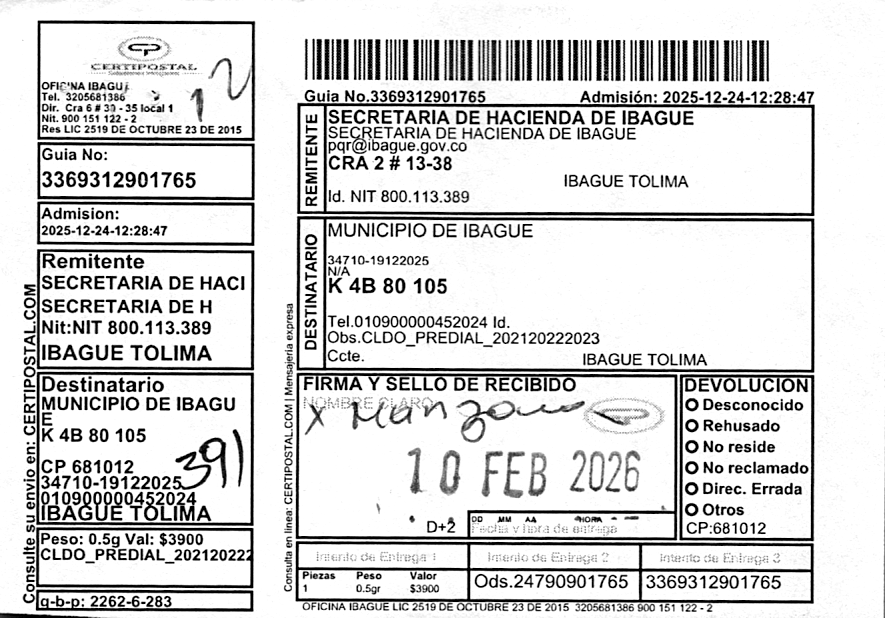 CERTIPOSTAL
OFICINA IBAGUE
Tel. 3205681386
Dir. Cra 6 # 39 - 35 local 1
Nit. 900 151 122 - 2
Res LIC 2519 DE OCTUBRE 23 DE 2015
12
Guia No:
3369312901765
Admision:
2025-12-24-12:28:47
Remitente
SECRETARIA DE HACI
SECRETARIA DE H
Nit:NIT 800.113.389
IBAGUE TOLIMA
Destinatario
MUNICIPIO DE IBAGU
E
K 4B 80 105
CP 681012
34710-19122025
010900000452024
IBAGUE TOLIMA
391
Peso: 0.5g Val: $3900
CLDO_PREDIAL_202120222
q-b-p: 2262-6-283
Consulte su envio en: CERTIPOSTAL.COM
Guia No.3369312901765 Admisión: 2025-12-24-12:28:47
REMITENTE
SECRETARIA DE HACIENDA DE IBAGUE
SECRETARIA DE HACIENDA DE IBAGUE
pqr@ibague.gov.co
CRA 2 # 13-38
IBAGUE TOLIMA
Id. NIT 800.113.389
DESTINATARIO
MUNICIPIO DE IBAGUE
34710-19122025
N/A
K 4B 80 105
Tel.010900000452024 Id.
Obs.CLDO_PREDIAL_202120222023
Ccte. IBAGUE TOLIMA
Consulta en linea: CERTIPOSTAL.COM | Mensajeria expresa
FIRMA Y SELLO DE RECIBIDO
NOMBRE CLARO
X Manzano
10 FEB 2026
D+2
DD MM AA HORA
Fecha y hora de entrega
DEVOLUCION
Desconocido
Rehusado
No reside
No reclamado
Direc. Errada
Otros
CP:681012
Intento de Entrega 1 Intento de Entrega 2 Intento de Entrega 3
Piezas Peso Valor
1 0.5gr $3900
Ods.24790901765 3369312901765
OFICINA IBAGUE LIC 2519 DE OCTUBRE 23 DE 2015 3205681386 900 151 122 - 2